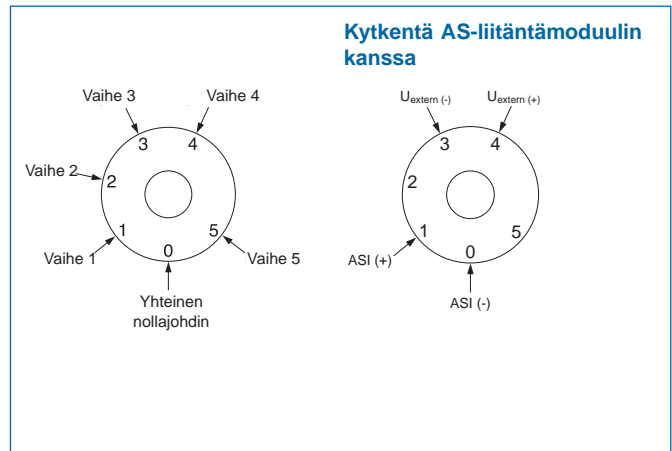 Kytkentä AS-liitäntämoduulin
kanssa
Vaihe 3
Vaihe 4
Vaihe 2
Vaihe 1
Vaihe 5
3
4
2
1
5
0
Yhteinen
nollajohdin
Uextern (-)
Uextern (+)
3
4
2
1
5
0
ASI (+)
ASI (-)